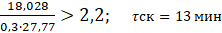 18,028
0,3·27,77 > 2,2; τск = 13 мин